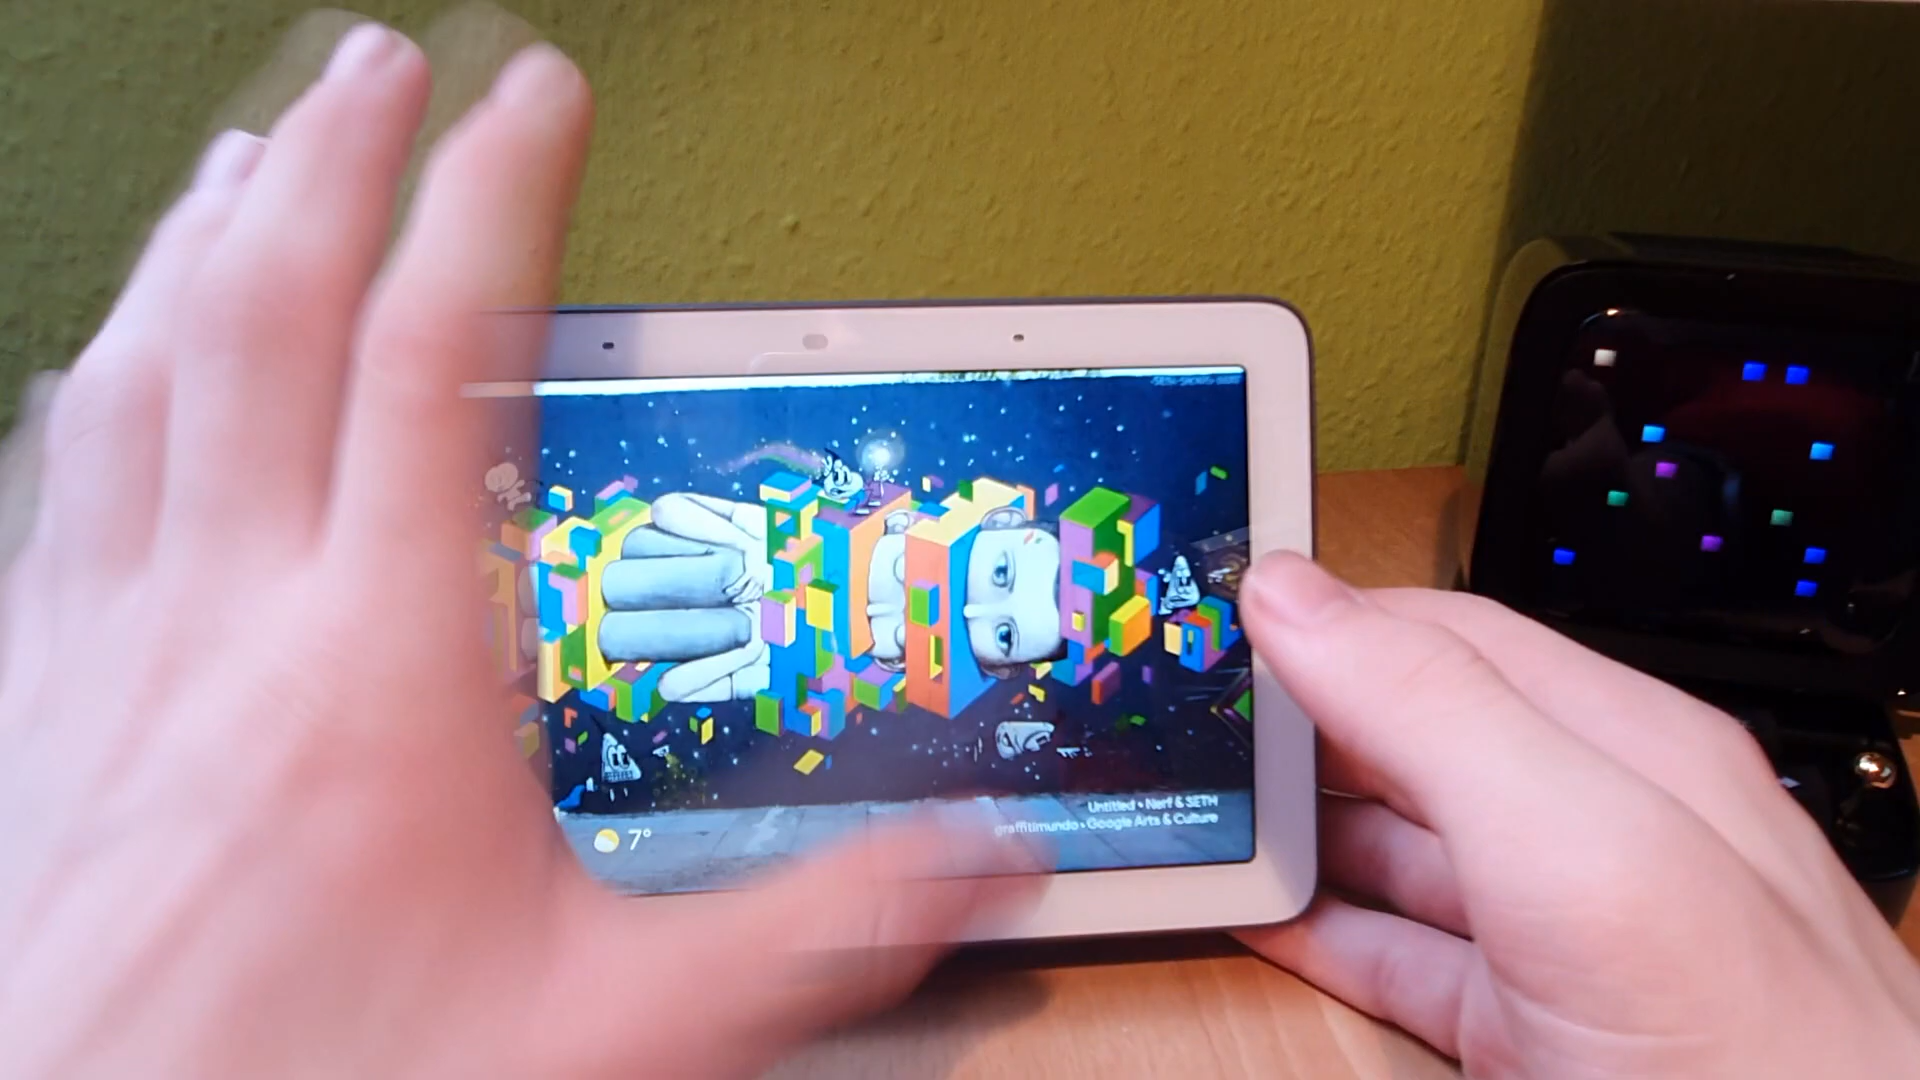 7°
Untitled • Nerf & SETH
graffitimundo • Google Arts & Culture